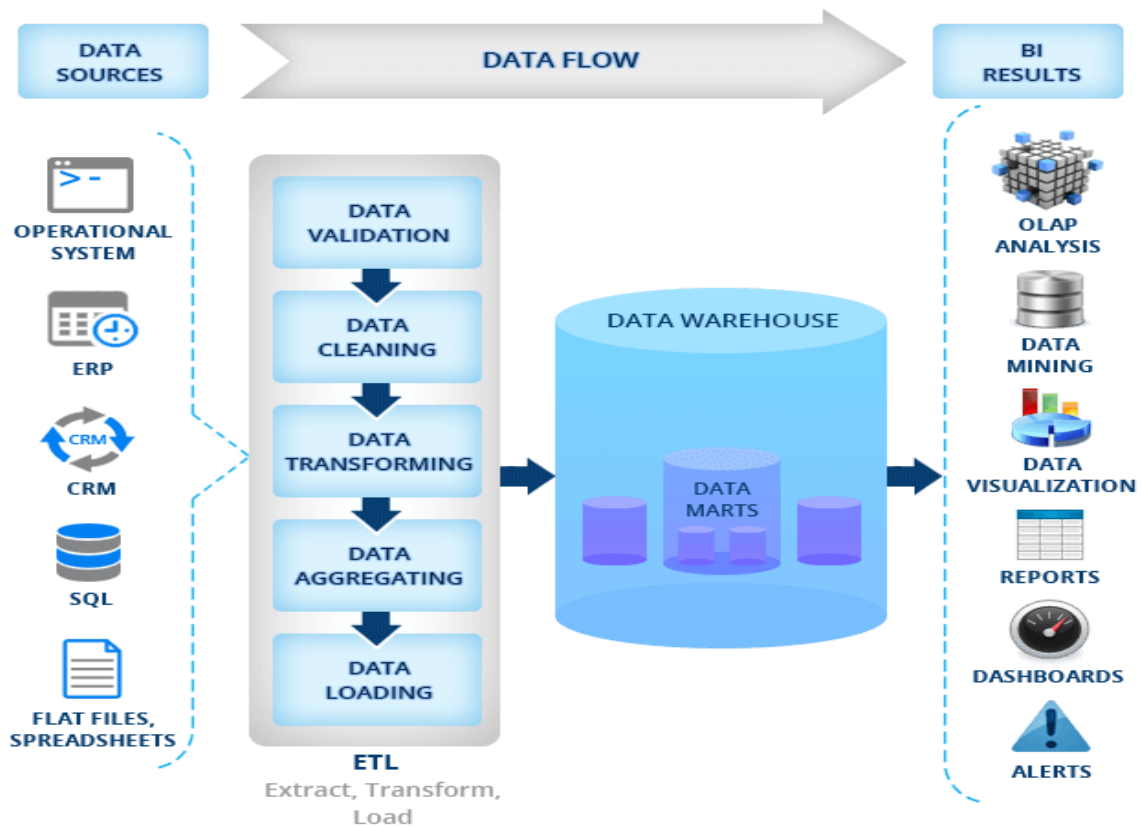 DATA
SOURCES
DATA FLOW
BI
RESULTS
>-
OPERATIONAL
SYSTEM
ERP
CRM
CRM
SQL
FLAT FILES,
SPREADSHEETS
DATA
VALIDATION
DATA
CLEANING
DATA
TRANSFORMING
DATA
AGGREGATING
DATA
LOADING
ETL
Extract, Transform,
Load
DATA WAREHOUSE
DATA
MARTS
OLAP
ANALYSIS
DATA
MINING
DATA
VISUALIZATION
REPORTS
DASHBOARDS
!
ALERTS